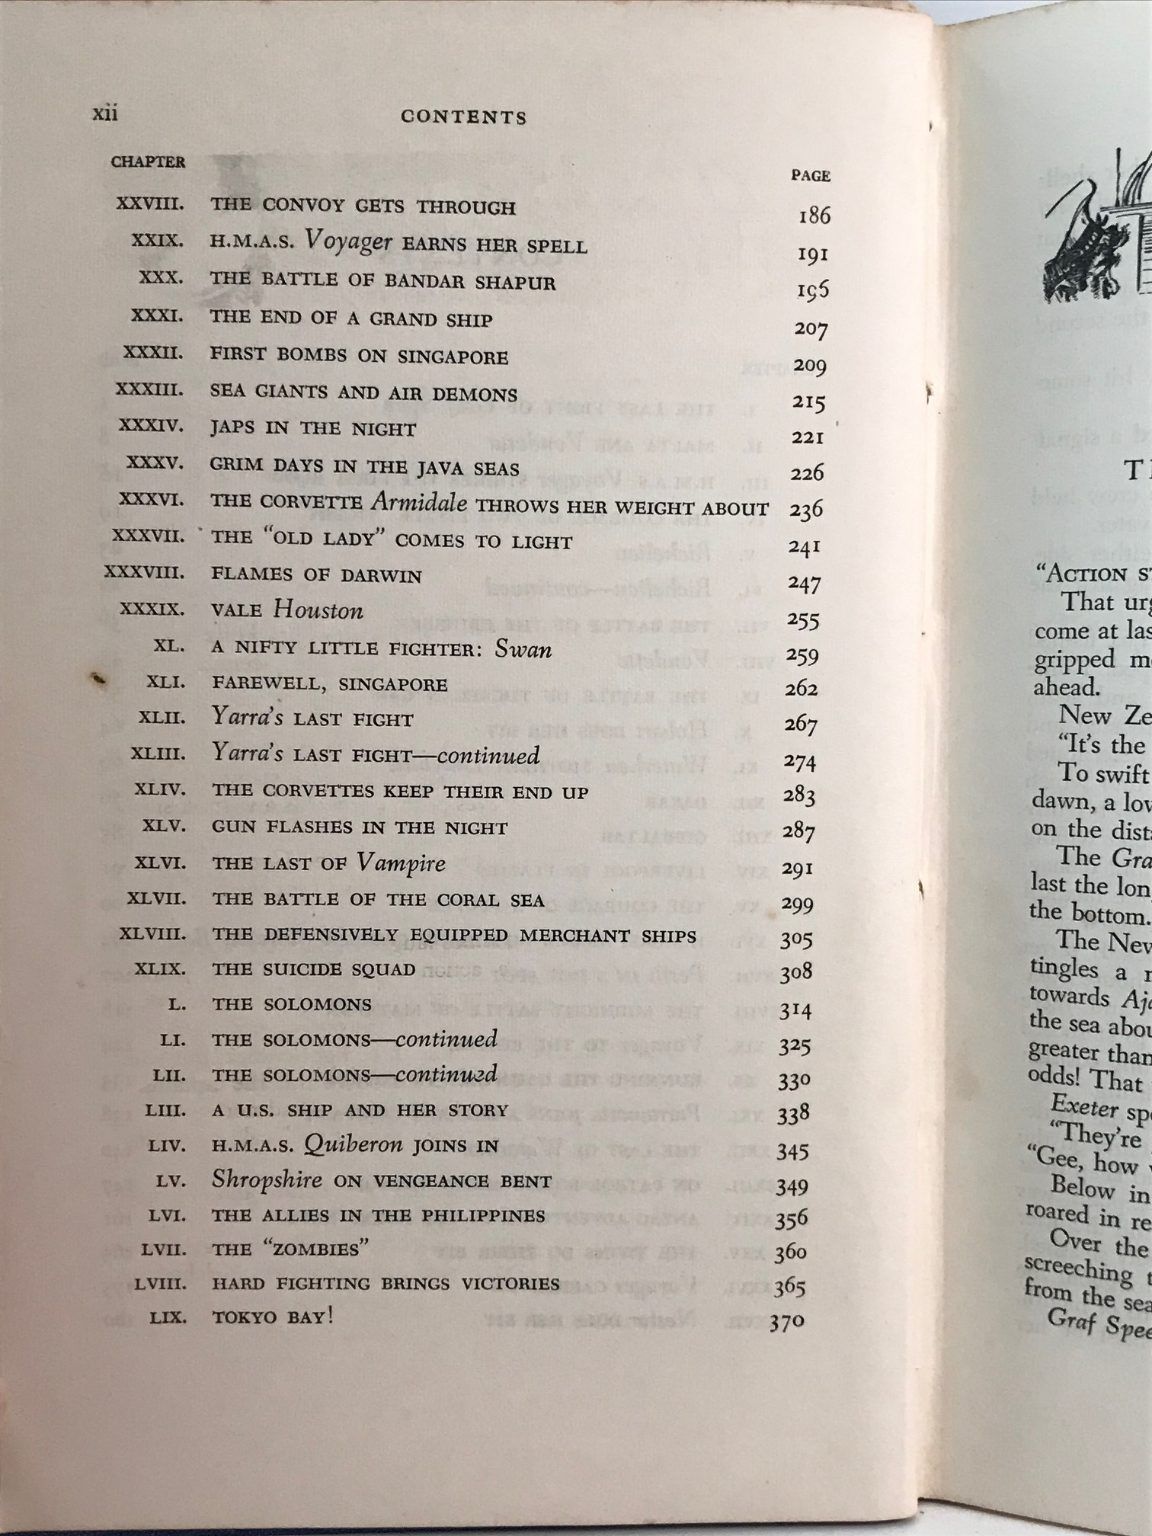 xii CONTENTS
CHAPTER PAGE
XXVIII. THE CONVOY GETS THROUGH 186
XXIX. H.M.A.S. Voyager EARNS HER SPELL 191
XXX. THE BATTLE OF BANDAR SHAPUR 196
XXXI. THE END OF A GRAND SHIP 207
XXXII. FIRST BOMBS ON SINGAPORE 209
XXXIII. SEA GIANTS AND AIR DEMONS 215
XXXIV. JAPS IN THE NIGHT 221
XXXV. GRIM DAYS IN THE JAVA SEAS 226
XXXVI. THE CORVETTE Armidale THROWS HER WEIGHT ABOUT 236
XXXVII. THE “OLD LADY” COMES TO LIGHT 241
XXXVIII. FLAMES OF DARWIN 247
XXXIX. VALE Houston 255
XL. A NIFTY LITTLE FIGHTER: Swan 259
XLI. FAREWELL, SINGAPORE 262
XLII. Yarra’s LAST FIGHT 267
XLIII. Yarra’s LAST FIGHT—continued 274
XLIV. THE CORVETTES KEEP THEIR END UP 283
XLV. GUN FLASHES IN THE NIGHT 287
XLVI. THE LAST OF Vampire 291
XLVII. THE BATTLE OF THE CORAL SEA 299
XLVIII. THE DEFENSIVELY EQUIPPED MERCHANT SHIPS 305
XLIX. THE SUICIDE SQUAD 308
L. THE SOLOMONS 314
LI. THE SOLOMONS—continued 325
LII. THE SOLOMONS—continued 330
LIII. A U.S. SHIP AND HER STORY 338
LIV. H.M.A.S. Quiberon JOINS IN 345
LV. Shropshire ON VENGEANCE BENT 349
LVI. THE ALLIES IN THE PHILIPPINES 356
LVII. THE “ZOMBIES” 360
LVIII. HARD FIGHTING BRINGS VICTORIES 365
LIX. TOKYO BAY! 370
“ACTION
That
come at
gripped
ahead.
New
“It’s the
To swift
dawn, a
on the
The
last the
the bottom.
The
tingles a
towards
the sea
greater than
odds! That
Exeter
“They’re
“Gee, how
Below in
roared in
Over the
screeching
from the
Graf